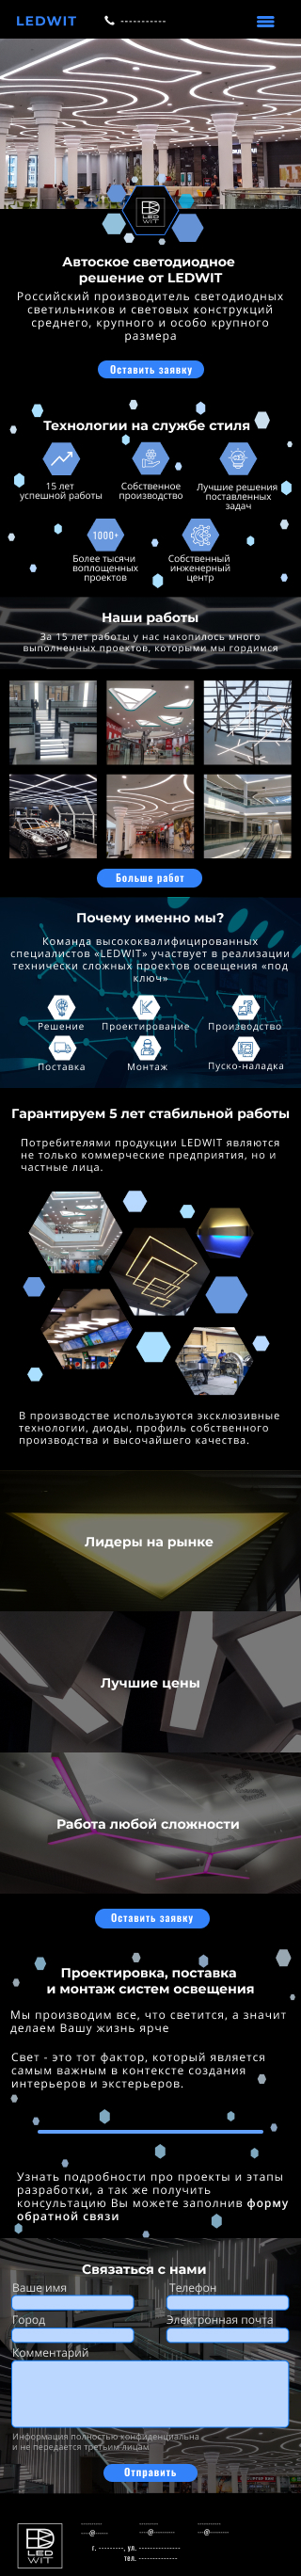 LEDWIT
-----------
LED
WIT
Автоское светодиодное
решение от LEDWIT
Российский производитель светодиодных
светильников и световых конструкций
среднего, крупного и особо крупного
размера
Оставить заявку
Технологии на службе стиля
15 лет
успешной работы
Собственное
производство
Лучшие решения
поставленных
задач
1000+
Более тысячи
воплощенных
проектов
Собственный
инженерный
центр
Наши работы
За 15 лет работы у нас накопилось много
выполненных проектов, которыми мы гордимся
Больше работ
Почему именно мы?
Команда высококвалифицированных
специалистов «LEDWIT» участвует в реализации
технически сложных проектов освещения «под
ключ»
Решение
Проектирование
Производство
Поставка
Монтаж
Пуско-наладка
Гарантируем 5 лет стабильной работы
Потребителями продукции LEDWIT являются
не только коммерческие предприятия, но и
частные лица.
В производстве используются эксклюзивные
технологии, диоды, профиль собственного
производства и высочайшего качества.
Лидеры на рынке
Лучшие цены
Работа любой сложности
Оставить заявку
Проектировка, поставка
и монтаж систем освещения
Мы производим все, что светится, а значит
делаем Вашу жизнь ярче
Свет - это тот фактор, который является
самым важным в контексте создания
интерьеров и экстерьеров.
Узнать подробности про проекты и этапы
разработки, а так же получить
консультацию Вы можете заполнив форму
обратной связи
Связаться с нами
Ваше имя
Телефон
Город
Электронная почта
Комментарий
Информация полностью конфиденциальна
и не передается третьим лицам
Отправить
LED
WIT
г. ---------, ул. ---------------
тел. --------------